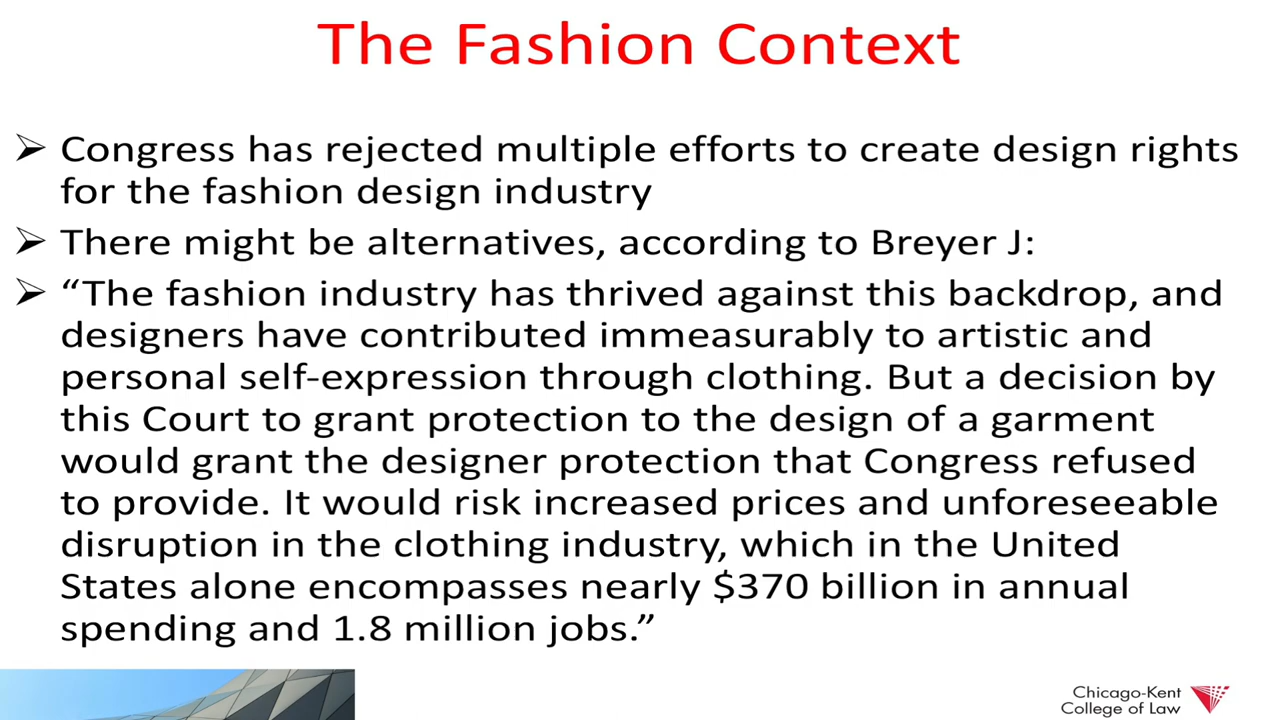 The Fashion Context
➢ Congress has rejected multiple efforts to create design rights
for the fashion design industry
➢ There might be alternatives, according to Breyer J:
➢ “The fashion industry has thrived against this backdrop, and
designers have contributed immeasurably to artistic and
personal self-expression through clothing. But a decision by
this Court to grant protection to the design of a garment
would grant the designer protection that Congress refused
to provide. It would risk increased prices and unforeseeable
disruption in the clothing industry, which in the United
States alone encompasses nearly $370 billion in annual
spending and 1.8 million jobs.”
Chicago-Kent
College of Law